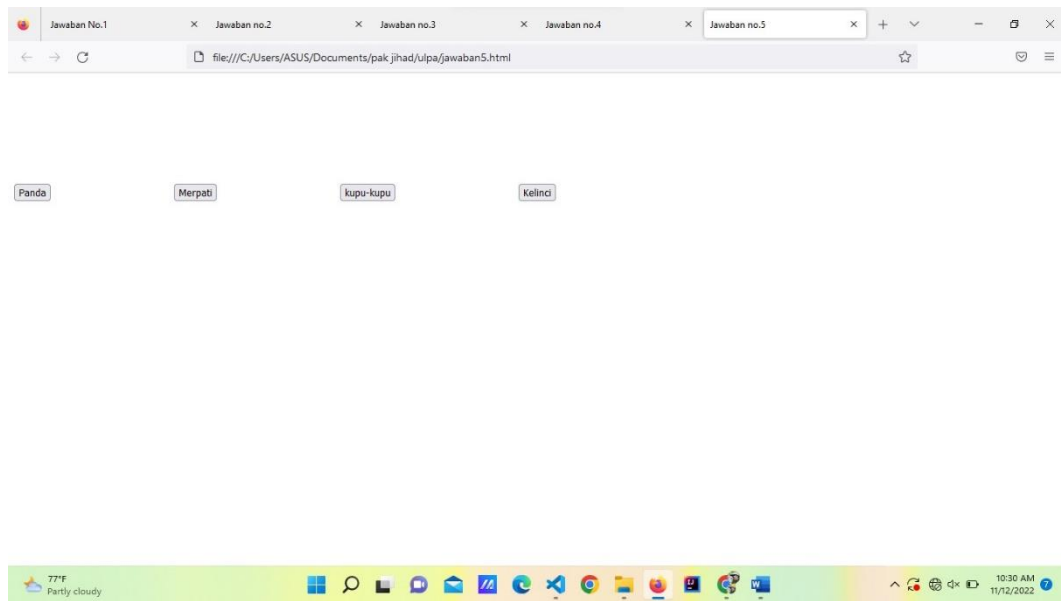 Jawaban No.1
Jawaban no.2
Jawaban no.3
Jawaban no.4
Jawaban no.5
file:///C:/Users/ASUS/Documents/pak jihad/ulpa/jawaban5.html
Panda Merpati kupu-kupu Kelinci
77°F
Partly cloudy
10:30 AM
11/12/2022
7